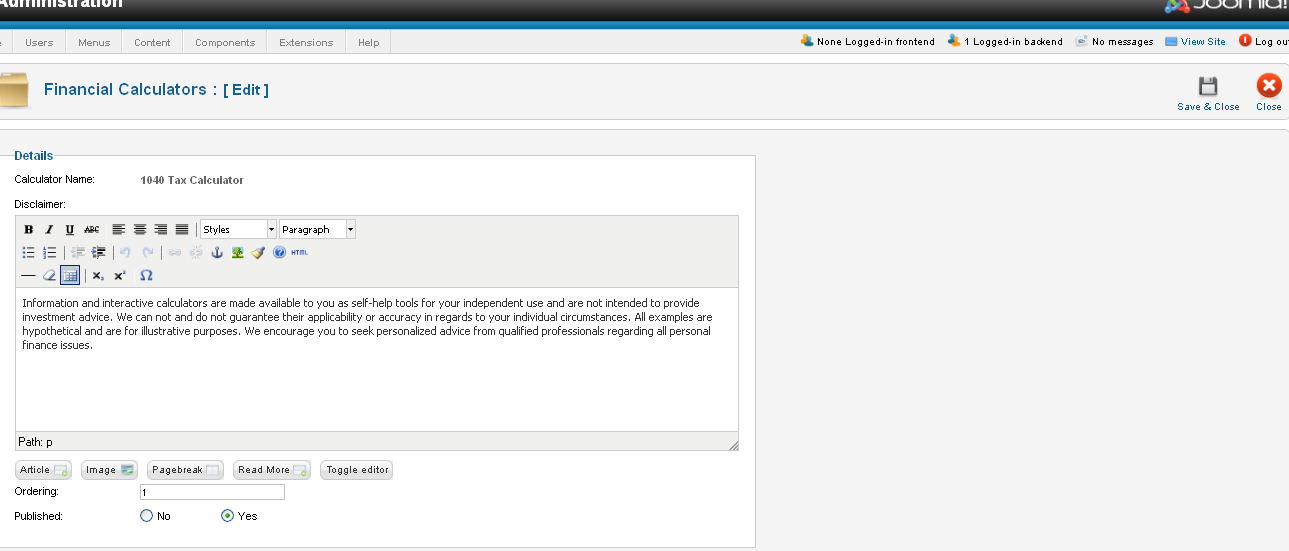 Administration
Joomla!
Users Menus Content Components Extensions Help
None Logged-in frontend 1 Logged-in backend No messages View Site Log out
Financial Calculators : [ Edit ]
Save & Close Close
Details
Calculator Name: 1040 Tax Calculator
Disclaimer:
B I U ABC Styles Paragraph
HTML
Ω
Information and interactive calculators are made available to you as self-help tools for your independent use and are not intended to provide
investment advice. We can not and do not guarantee their applicability or accuracy in regards to your individual circumstances. All examples are
hypothetical and are for illustrative purposes. We encourage you to seek personalized advice from qualified professionals regarding all personal
finance issues.
Path: p
Article Image Pagebreak Read More Toggle editor
Ordering: 1
Published: No Yes